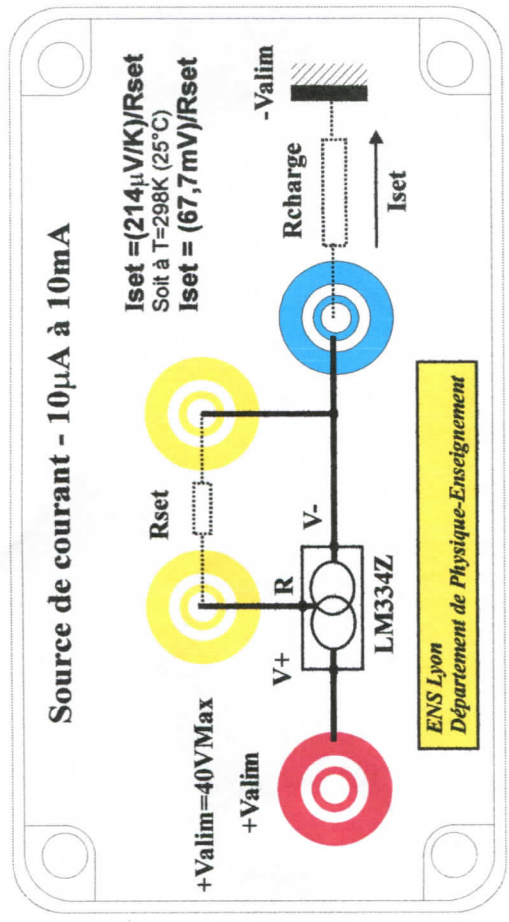 Source de courant - 10µA à 10mA
Iset =(214µV/K)/Rset
Soit à T=298K (25°C)
Iset = (67,7mV)/Rset
+Valim=40VMax
+Valim
Rset
V+
R
V-
LM334Z
Rcharge
-Valim
Iset
ENS Lyon
Département de Physique-Enseignement